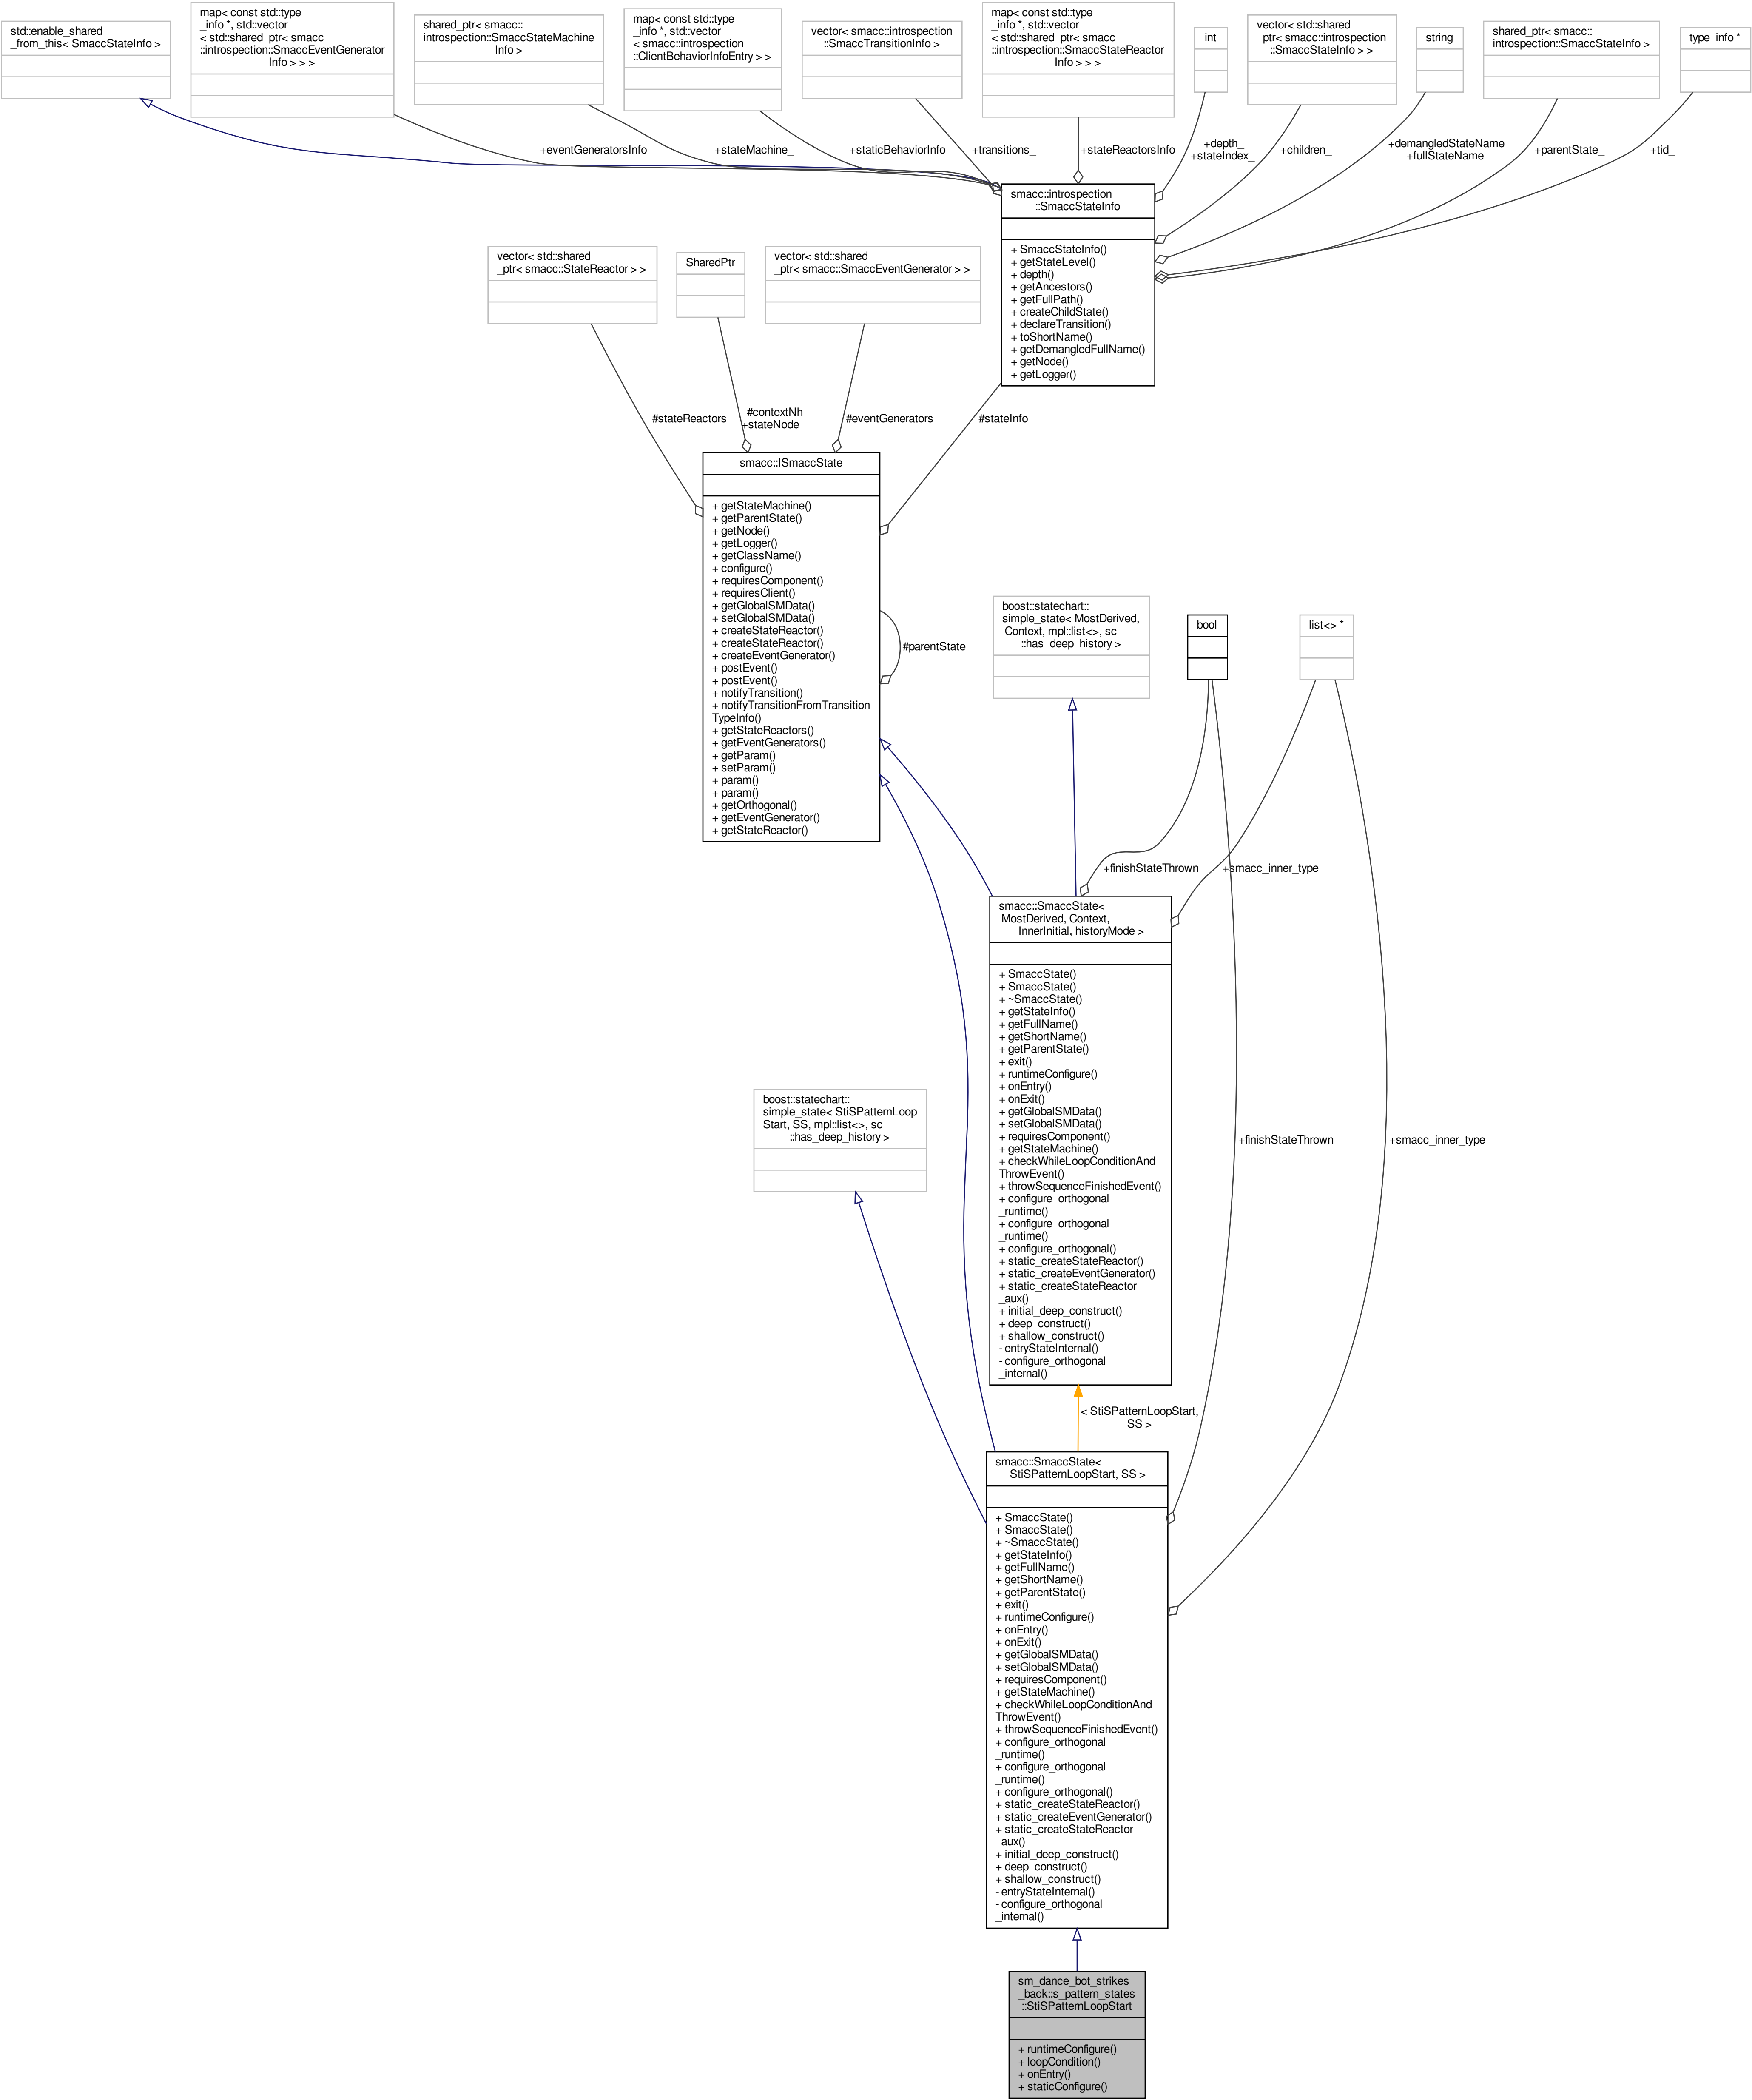 std::enable_shared
_from_this< SmaccStateInfo >
map< const std::type
_info *, std::vector
< std::shared_ptr< smacc
::introspection::SmaccEventGenerator
Info > > >
shared_ptr< smacc::
introspection::SmaccStateMachine
Info >
map< const std::type
_info *, std::vector
< smacc::introspection
::ClientBehaviorInfoEntry > >
vector< smacc::introspection
::SmaccTransitionInfo >
map< const std::type
_info *, std::vector
< std::shared_ptr< smacc
::introspection::SmaccStateReactor
Info > > >
int
vector< std::shared
_ptr< smacc::introspection
::SmaccStateInfo > >
string
shared_ptr< smacc::
introspection::SmaccStateInfo >
type_info *
+eventGeneratorsInfo
+stateMachine_
+staticBehaviorInfo
+transitions_
+stateReactorsInfo
+depth_
+stateIndex_
+children_
+demangledStateName
+fullStateName
+parentState_
+tid_
smacc::introspection
::SmaccStateInfo
+ SmaccStateInfo()
+ getStateLevel()
+ depth()
+ getAncestors()
+ getFullPath()
+ createChildState()
+ declareTransition()
+ toShortName()
+ getDemangledFullName()
+ getNode()
+ getLogger()
vector< std::shared
_ptr< smacc::StateReactor > >
SharedPtr
vector< std::shared
_ptr< smacc::SmaccEventGenerator > >
#stateReactors_
#contextNh
+stateNode_
#eventGenerators_
#stateInfo_
smacc::ISmaccState
+ getStateMachine()
+ getParentState()
+ getNode()
+ getLogger()
+ getClassName()
+ configure()
+ requiresComponent()
+ requiresClient()
+ getGlobalSMData()
+ setGlobalSMData()
+ createStateReactor()
+ createStateReactor()
+ createEventGenerator()
+ postEvent()
+ postEvent()
+ notifyTransition()
+ notifyTransitionFromTransition
TypeInfo()
+ getStateReactors()
+ getEventGenerators()
+ getParam()
+ setParam()
+ param()
+ param()
+ getOrthogonal()
+ getEventGenerator()
+ getStateReactor()
#parentState_
boost::statechart::
simple_state< MostDerived,
Context, mpl::list<>, sc
::has_deep_history >
bool
list<> *
+finishStateThrown
+smacc_inner_type
smacc::SmaccState<
MostDerived, Context,
InnerInitial, historyMode >
+ SmaccState()
+ SmaccState()
+ ~SmaccState()
+ getStateInfo()
+ getFullName()
+ getShortName()
+ getParentState()
+ exit()
+ runtimeConfigure()
+ onEntry()
+ onExit()
+ getGlobalSMData()
+ setGlobalSMData()
+ requiresComponent()
+ getStateMachine()
+ checkWhileLoopConditionAnd
ThrowEvent()
+ throwSequenceFinishedEvent()
+ configure_orthogonal
_runtime()
+ configure_orthogonal
_runtime()
+ configure_orthogonal()
+ static_createStateReactor()
+ static_createEventGenerator()
+ static_createStateReactor
_aux()
+ initial_deep_construct()
+ deep_construct()
+ shallow_construct()
- entryStateInternal()
- configure_orthogonal
_internal()
boost::statechart::
simple_state< StiSPatternLoop
Start, SS, mpl::list<>, sc
::has_deep_history >
+finishStateThrown
+smacc_inner_type
< StiSPatternLoopStart,
SS >
smacc::SmaccState<
StiSPatternLoopStart, SS >
+ SmaccState()
+ SmaccState()
+ ~SmaccState()
+ getStateInfo()
+ getFullName()
+ getShortName()
+ getParentState()
+ exit()
+ runtimeConfigure()
+ onEntry()
+ onExit()
+ getGlobalSMData()
+ setGlobalSMData()
+ requiresComponent()
+ getStateMachine()
+ checkWhileLoopConditionAnd
ThrowEvent()
+ throwSequenceFinishedEvent()
+ configure_orthogonal
_runtime()
+ configure_orthogonal
_runtime()
+ configure_orthogonal()
+ static_createStateReactor()
+ static_createEventGenerator()
+ static_createStateReactor
_aux()
+ initial_deep_construct()
+ deep_construct()
+ shallow_construct()
- entryStateInternal()
- configure_orthogonal
_internal()
sm_dance_bot_strikes
_back::s_pattern_states
::StiSPatternLoopStart
+ runtimeConfigure()
+ loopCondition()
+ onEntry()
+ staticConfigure()